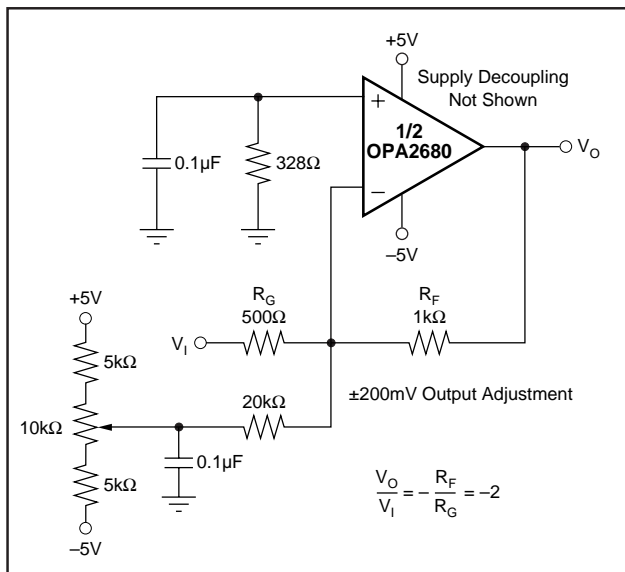 +5V
Supply Decoupling
Not Shown
+
1/2
OPA2680
–
V_O
0.1µF
328Ω
–5V
+5V
R_G
500Ω
R_F
1kΩ
V_I
5kΩ
20kΩ
±200mV Output Adjustment
10kΩ
0.1µF
5kΩ
–5V
V_O/V_I = – R_F/R_G = –2